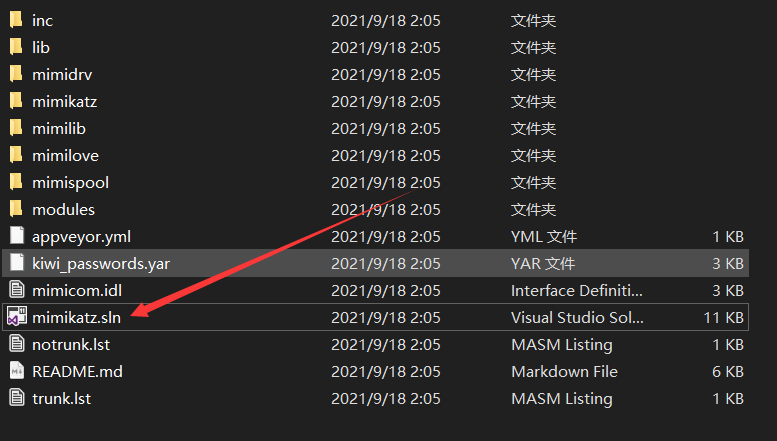 inc 2021/9/18 2:05 文件夹
lib 2021/9/18 2:05 文件夹
mimidrv 2021/9/18 2:05 文件夹
mimikatz 2021/9/18 2:05 文件夹
mimilib 2021/9/18 2:05 文件夹
mimilove 2021/9/18 2:05 文件夹
mimispool 2021/9/18 2:05 文件夹
modules 2021/9/18 2:05 文件夹
appveyor.yml 2021/9/18 2:05 YML 文件 1 KB
kiwi_passwords.yar 2021/9/18 2:05 YAR 文件 3 KB
mimicom.idl 2021/9/18 2:05 Interface Definiti... 3 KB
mimikatz.sln 2021/9/18 2:05 Visual Studio Sol... 11 KB
notrunk.lst 2021/9/18 2:05 MASM Listing 1 KB
README.md 2021/9/18 2:05 Markdown File 6 KB
trunk.lst 2021/9/18 2:05 MASM Listing 1 KB